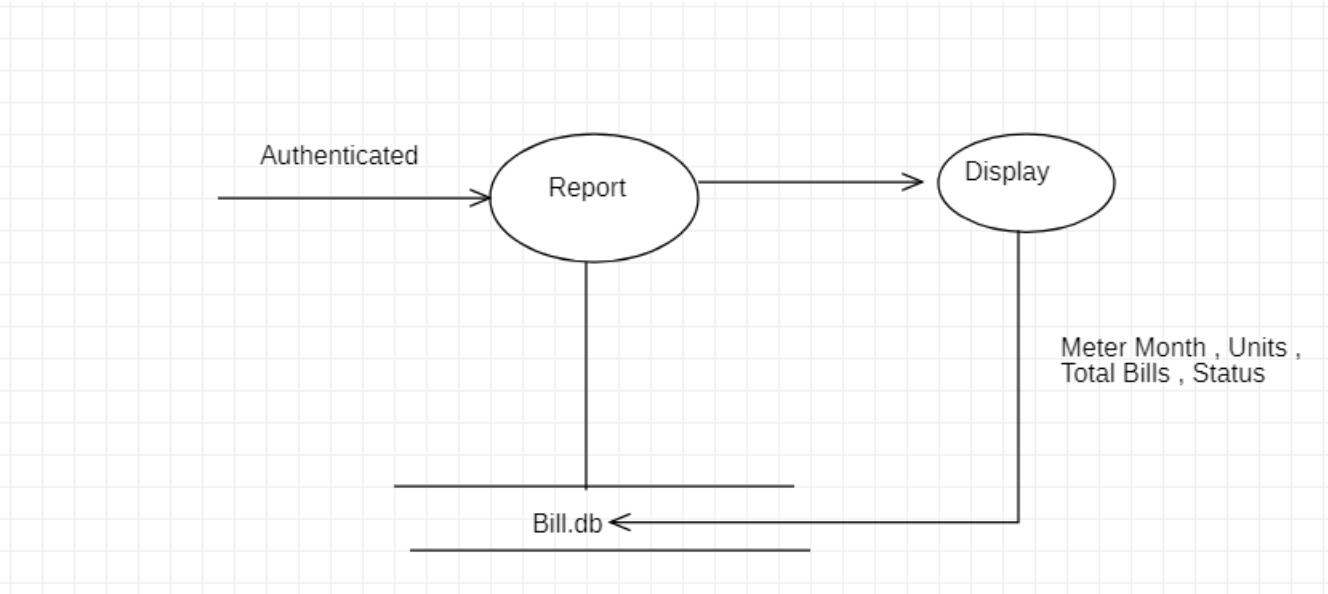 Authenticated
Report
Display
Meter Month , Units ,
Total Bills , Status
Bill.db